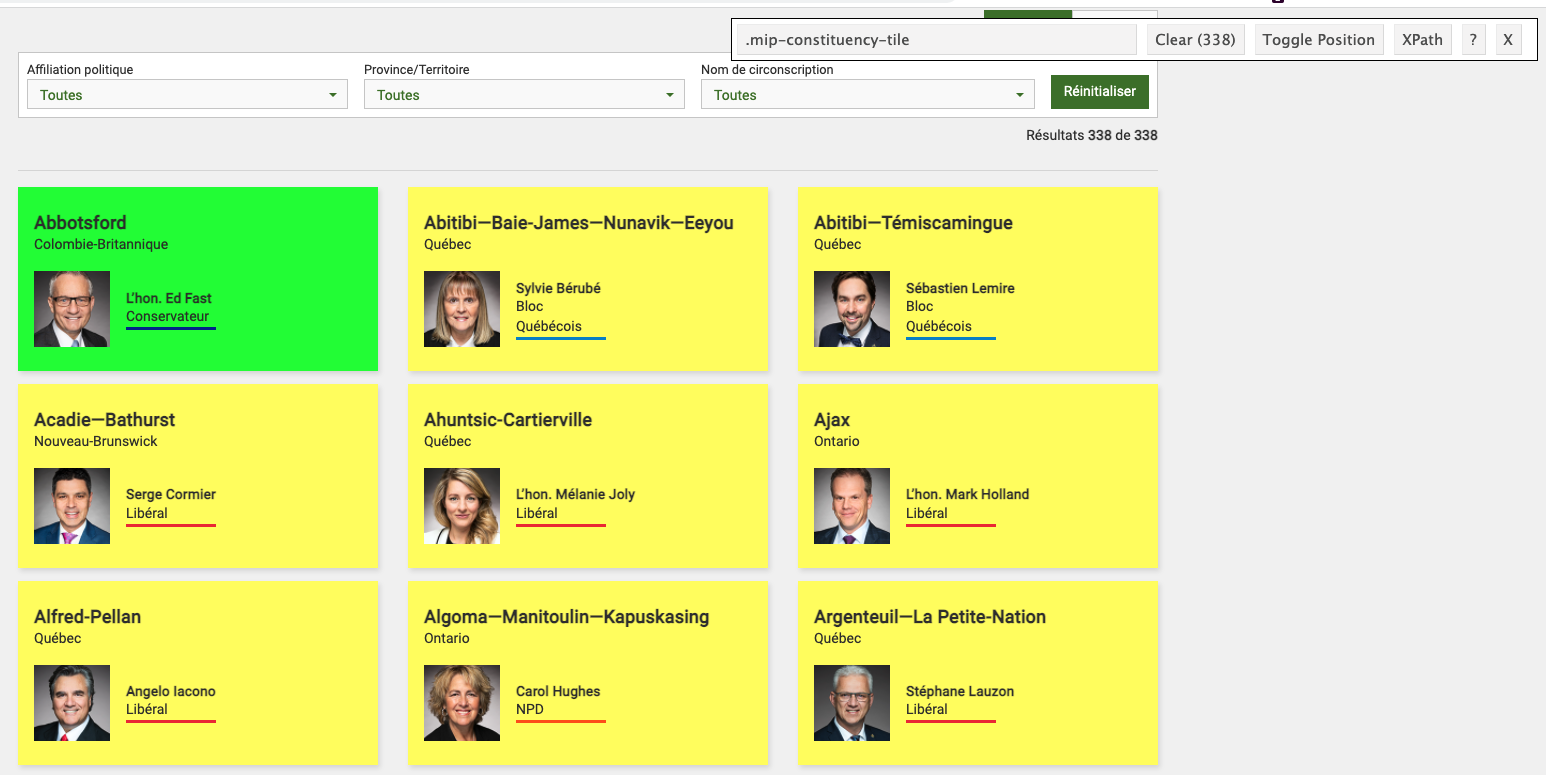 .mip-constituency-tile
Clear (338)
Toggle Position
XPath
?
X
Affiliation politique
Province/Territoire
Nom de circonscription
Toutes
Toutes
Toutes
Réinitialiser
Résultats 338 de 338
Abbotsford
Colombie-Britannique
L'hon. Ed Fast
Conservateur
Abitibi—Baie-James—Nunavik—Eeyou
Québec
Sylvie Bérubé
Bloc
Québécois
Abitibi—Témiscamingue
Québec
Sébastien Lemire
Bloc
Québécois
Acadie—Bathurst
Nouveau-Brunswick
Serge Cormier
Libéral
Ahuntsic-Cartierville
Québec
L'hon. Mélanie Joly
Libéral
Ajax
Ontario
L'hon. Mark Holland
Libéral
Alfred-Pellan
Québec
Angelo Iacono
Libéral
Algoma—Manitoulin—Kapuskasing
Ontario
Carol Hughes
NPD
Argenteuil—La Petite-Nation
Québec
Stéphane Lauzon
Libéral